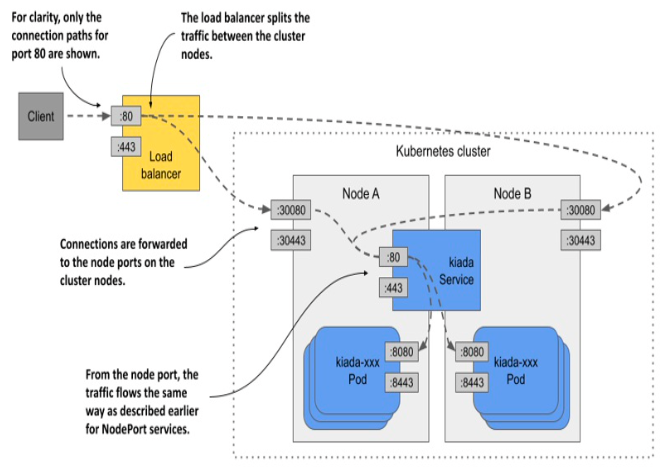 For clarity, only the
connection paths for
port 80 are shown.
The load balancer splits the
traffic between the cluster
nodes.
Client
:80
:443
Load
balancer
Kubernetes cluster
Node A
Node B
:30080
:30443
:30080
:30443
Connections are forwarded
to the node ports on the
cluster nodes.
:80
:443
kiada
Service
From the node port, the
traffic flows the same
way as described earlier
for NodePort services.
kiada-xxx
Pod
:8080
:8443
:8080
:8443
kiada-xxx
Pod